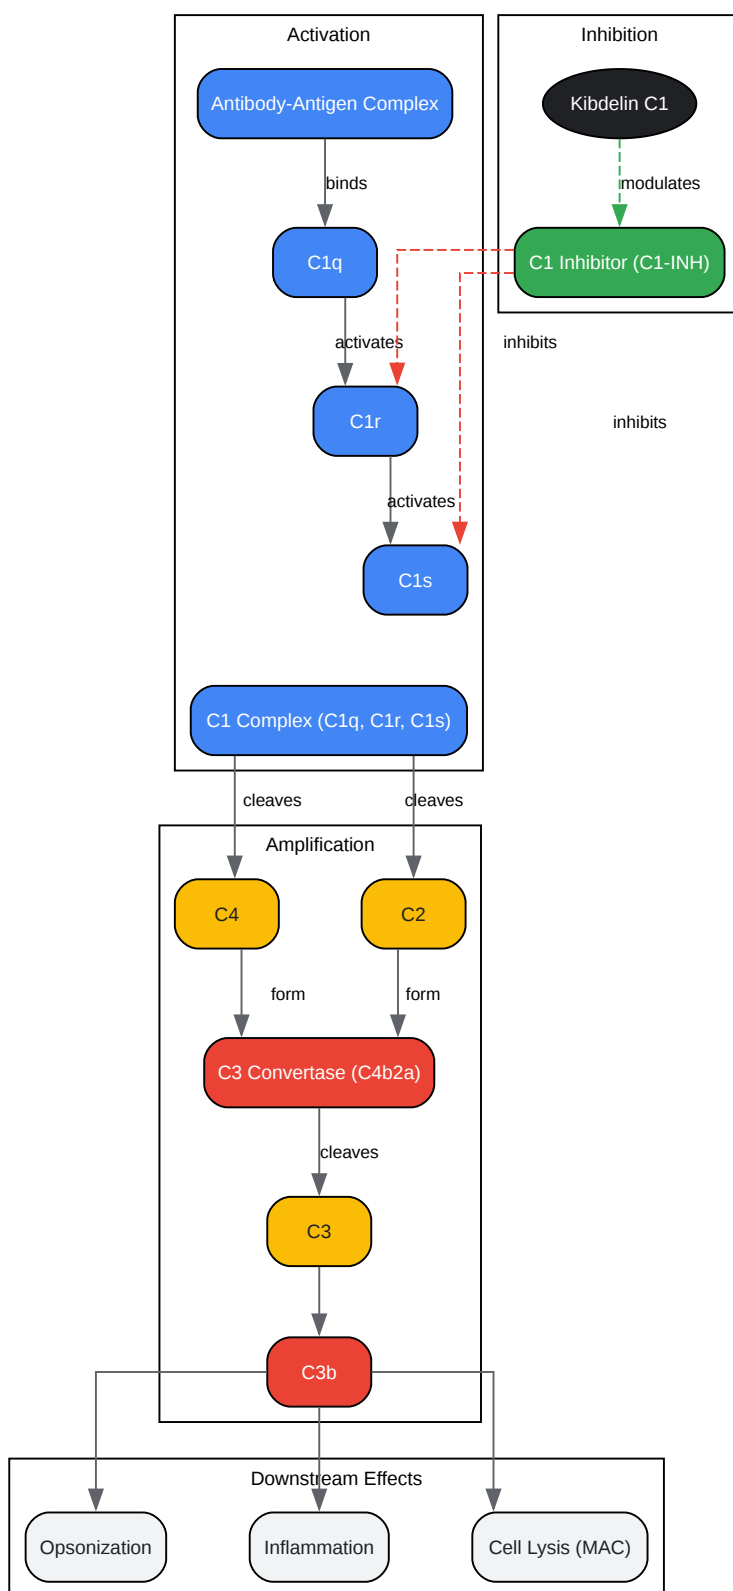 Activation
Inhibition
Antibody-Antigen Complex
Kibdelin C1
binds
modulates
C1q
C1 Inhibitor (C1-INH)
activates
inhibits
C1r
inhibits
activates
C1s
C1 Complex (C1q, C1r, C1s)
cleaves
cleaves
Amplification
C4
C2
form
form
C3 Convertase (C4b2a)
cleaves
C3
C3b
Downstream Effects
Opsonization
Inflammation
Cell Lysis (MAC)